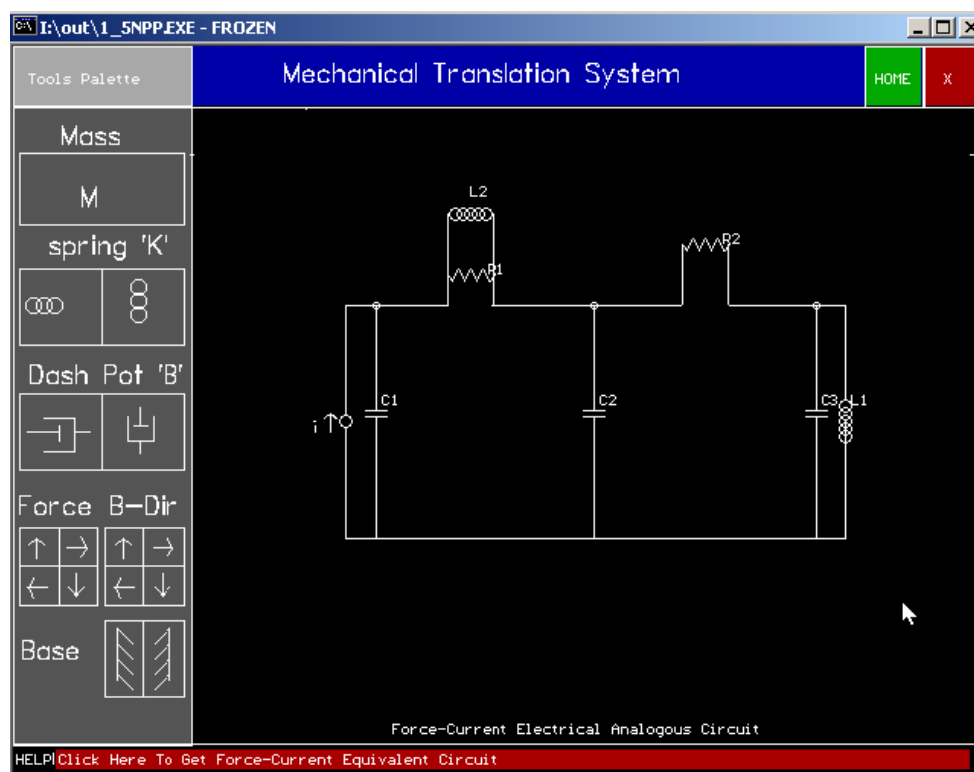 I:\out\1_5NPP.EXE - FROZEN
Tools Palette
Mechanical Translation System
HOME
X
Mass
M
spring 'K'
Dash Pot 'B'
Force B-Dir
Base
L2
R1
R2
i
C1
C2
C3
L1
Force-Current Electrical Analogous Circuit
HELP Click Here To Get Force-Current Equivalent Circuit